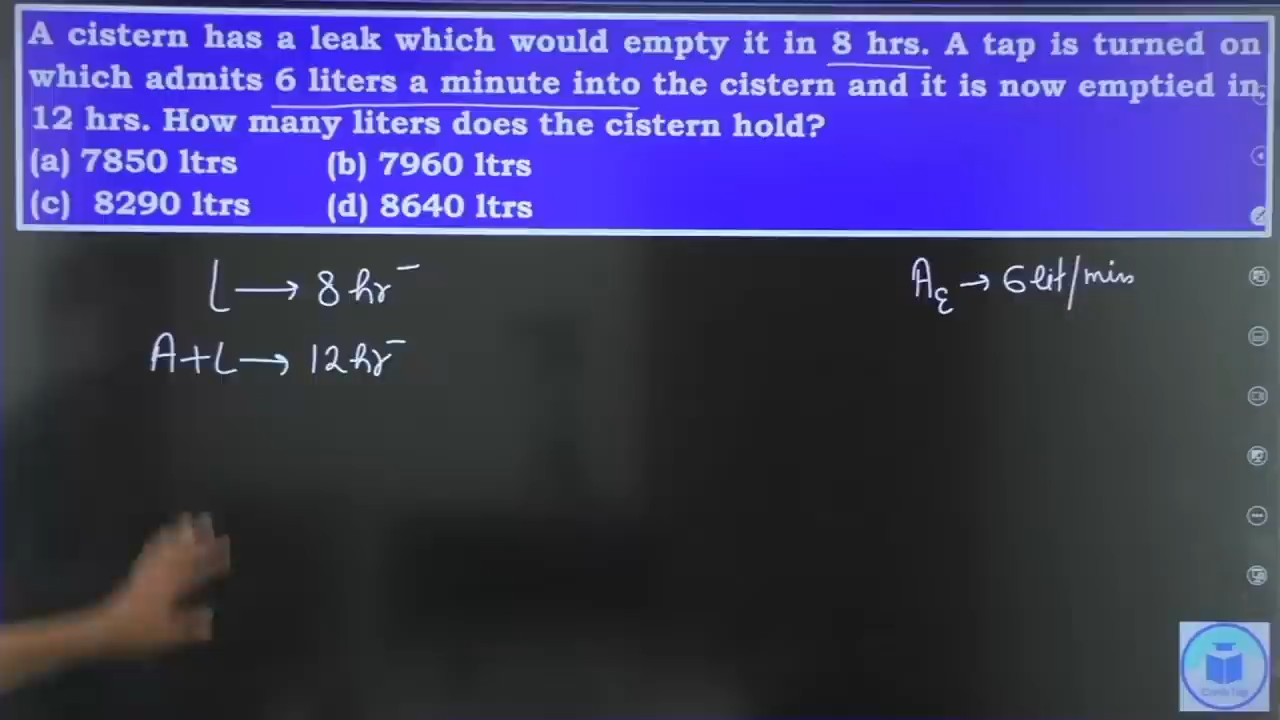 A cistern has a leak which would empty it in 8 hrs. A tap is turned on
which admits 6 liters a minute into the cistern and it is now emptied in
12 hrs. How many liters does the cistern hold?
(a) 7850 ltrs (b) 7960 ltrs
(c) 8290 ltrs (d) 8640 ltrs
L → 8 hr⁻
A+L → 12 hr⁻
A → 6 lit/min